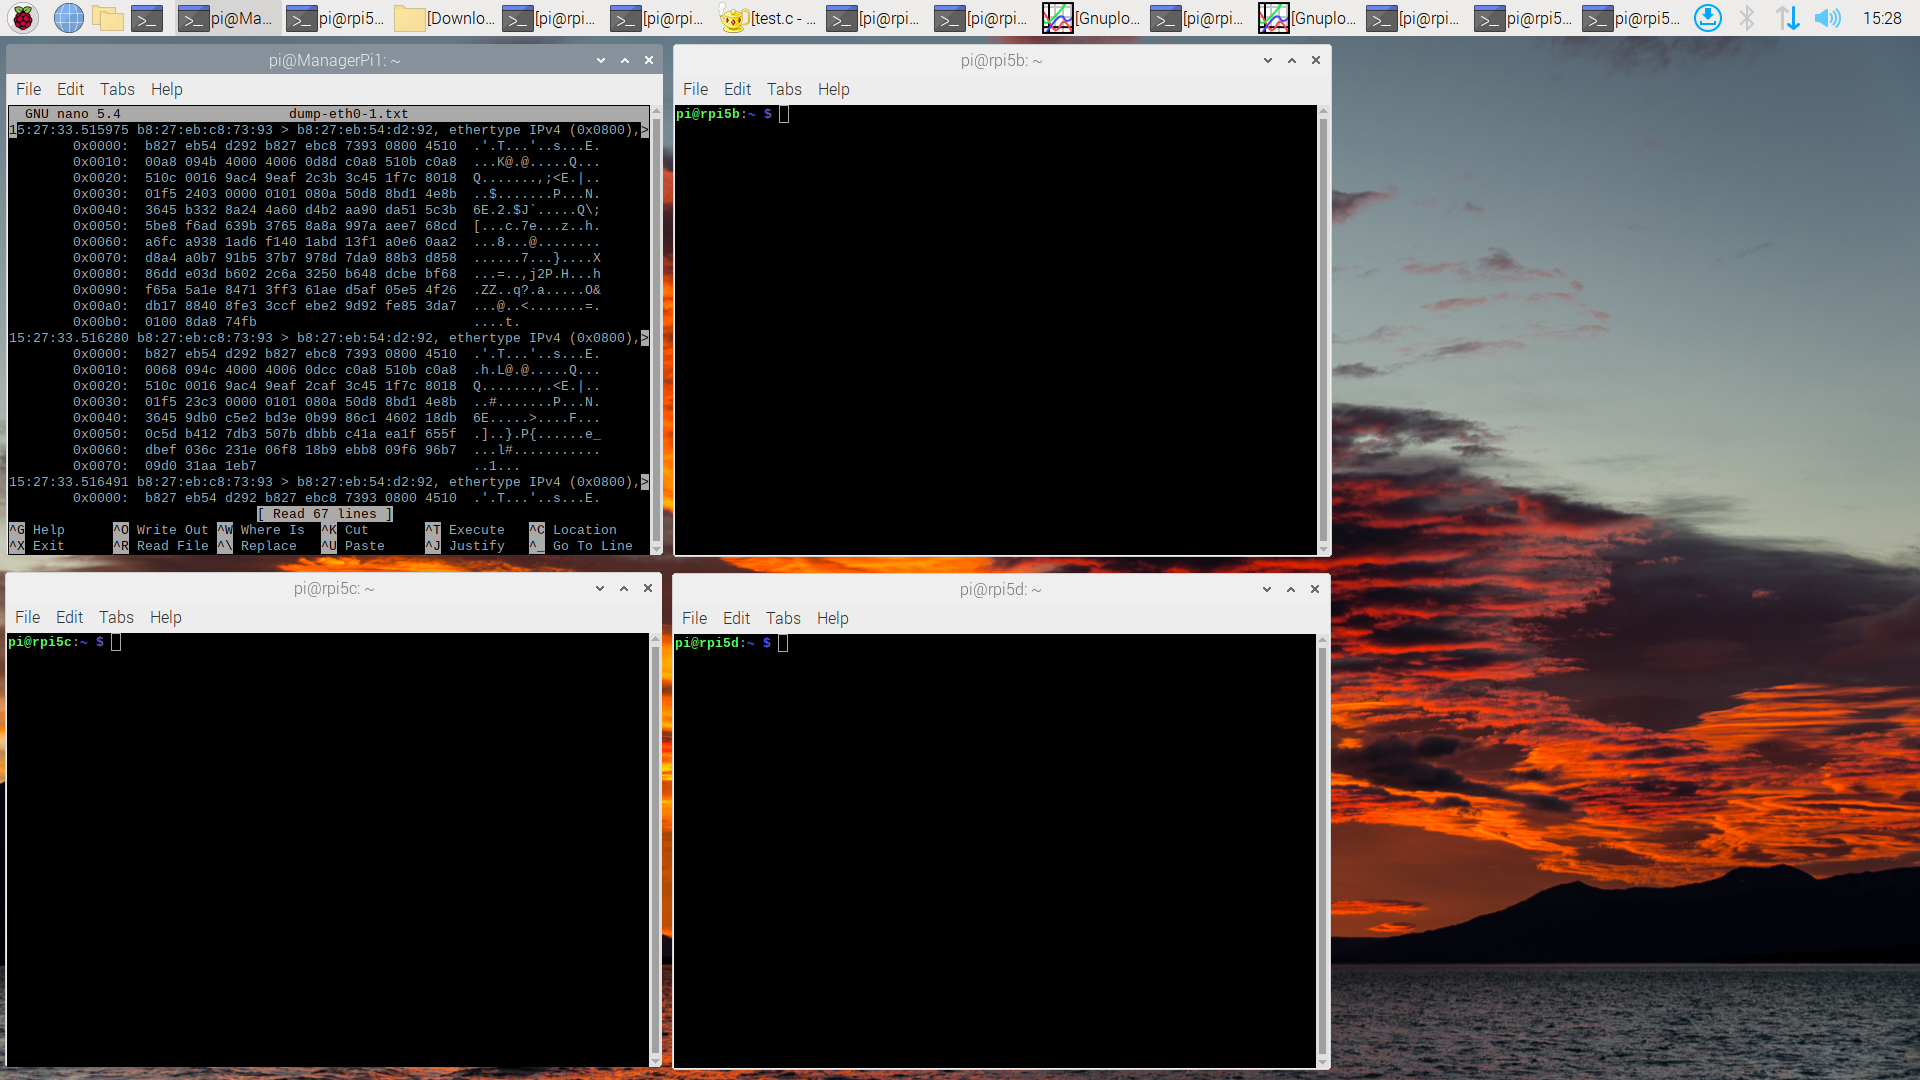 pi@Ma... pi@rpi5... [Downlo... [pi@rpi... [pi@rpi... [test.c - ... [pi@rpi... [pi@rpi... [Gnuplo... [pi@rpi... [Gnuplo... [pi@rpi... pi@rpi5... pi@rpi5... 15:28
pi@ManagerPi1: ~
File Edit Tabs Help
GNU nano 5.4 dump-eth0-1.txt
15:27:33.515975 b8:27:eb:c8:73:93 > b8:27:eb:54:d2:92, ethertype IPv4 (0x0800),>
0x0000: b827 eb54 d292 b827 ebc8 7393 0800 4510 .'.T...'..s...E.
0x0010: 00a8 094b 4000 4006 0d8d c0a8 510b c0a8 ...K@.@.....Q...
0x0020: 510c 0016 9ac4 9eaf 2c3b 3c45 1f7c 8018 Q.......,;<E.|..
0x0030: 01f5 2403 0000 0101 080a 50d8 8bd1 4e8b ..$.......P...N.
0x0040: 3645 b332 8a24 4a60 d4b2 aa90 da51 5c3b 6E.2.$J`.....Q\;
0x0050: 5be8 f6ad 639b 3765 8a8a 997a aee7 68cd [...c.7e...z..h.
0x0060: a6fc a938 1ad6 f140 1abd 13f1 a0e6 0aa2 ...8...@........
0x0070: d8a4 a0b7 91b5 37b7 978d 7da9 88b3 d858 ......7...}....X
0x0080: 86dd e03d b602 2c6a 3250 b648 dcbe bf68 ...=..,j2P.H...h
0x0090: f65a 5a1e 8471 3ff3 61ae d5af 05e5 4f26 .ZZ..q?.a.....O&
0x00a0: db17 8840 8fe3 3ccf ebe2 9d92 fe85 3da7 ...@..<.......=.
0x00b0: 0100 8da8 74fb ....t.
15:27:33.516280 b8:27:eb:c8:73:93 > b8:27:eb:54:d2:92, ethertype IPv4 (0x0800),>
0x0000: b827 eb54 d292 b827 ebc8 7393 0800 4510 .'.T...'..s...E.
0x0010: 0068 094c 4000 4006 0dcc c0a8 510b c0a8 .h.L@.@.....Q...
0x0020: 510c 0016 9ac4 9eaf 2caf 3c45 1f7c 8018 Q.......,.<E.|..
0x0030: 01f5 23c3 0000 0101 080a 50d8 8bd1 4e8b ..#.......P...N.
0x0040: 3645 9db0 c5e2 bd3e 0b99 86c1 4602 18db 6E.....>....F...
0x0050: 0c5d b412 7db3 507b dbbb c41a ea1f 655f .]..}.P{......e_
0x0060: dbef 036c 231e 06f8 18b9 ebb8 09f6 96b7 ...l#...........
0x0070: 09d0 31aa 1eb7 ..1...
15:27:33.516491 b8:27:eb:c8:73:93 > b8:27:eb:54:d2:92, ethertype IPv4 (0x0800),>
0x0000: b827 eb54 d292 b827 ebc8 7393 0800 4510 .'.T...'..s...E.
[ Read 67 lines ]
^G Help ^O Write Out ^W Where Is ^K Cut ^T Execute ^C Location
^X Exit ^R Read File ^\ Replace ^U Paste ^J Justify ^_ Go To Line
pi@rpi5b: ~
File Edit Tabs Help
pi@rpi5b:~ $
pi@rpi5c: ~
File Edit Tabs Help
pi@rpi5c:~ $
pi@rpi5d: ~
File Edit Tabs Help
pi@rpi5d:~ $